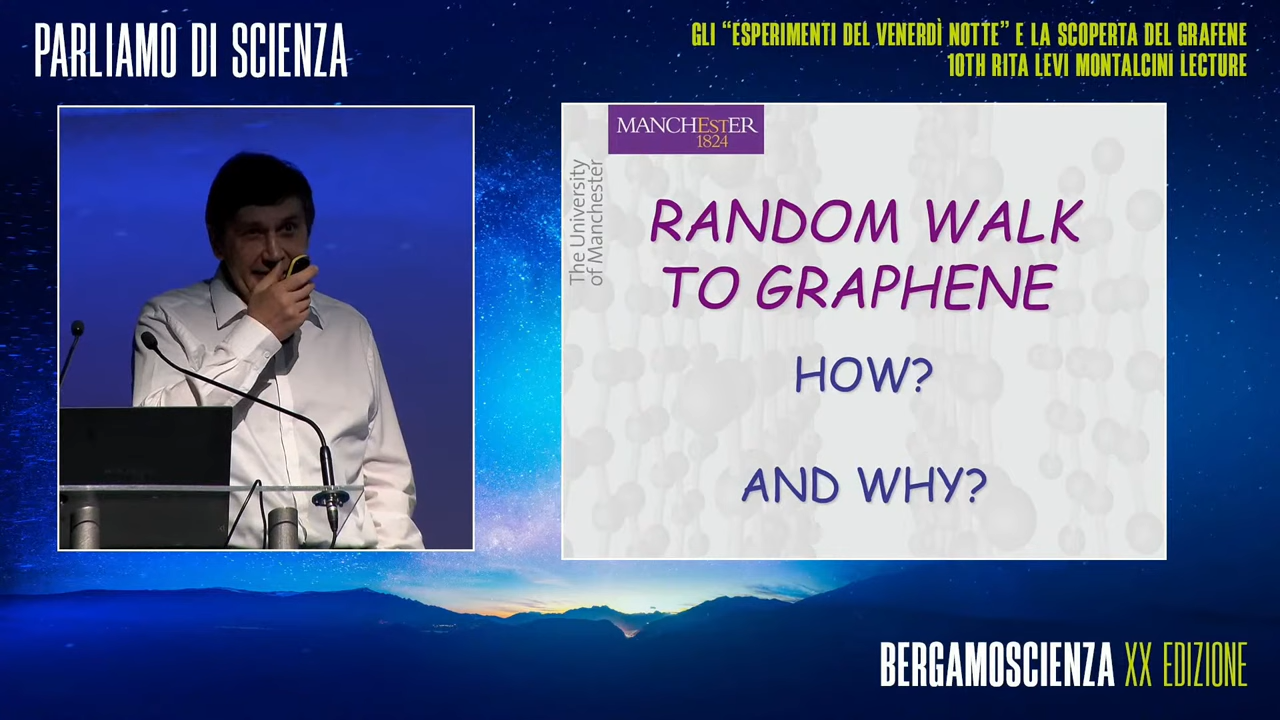 PARLIAMO DI SCIENZA
GLI “ESPERIMENTI DEL VENERDÌ NOTTE” E LA SCOPERTA DEL GRAFENE
10TH RITA LEVI MONTALCINI LECTURE
MANCHESTER
1824
The University
of Manchester
RANDOM WALK
TO GRAPHENE
HOW?
AND WHY?
BERGAMOSCIENZA XX EDIZIONE